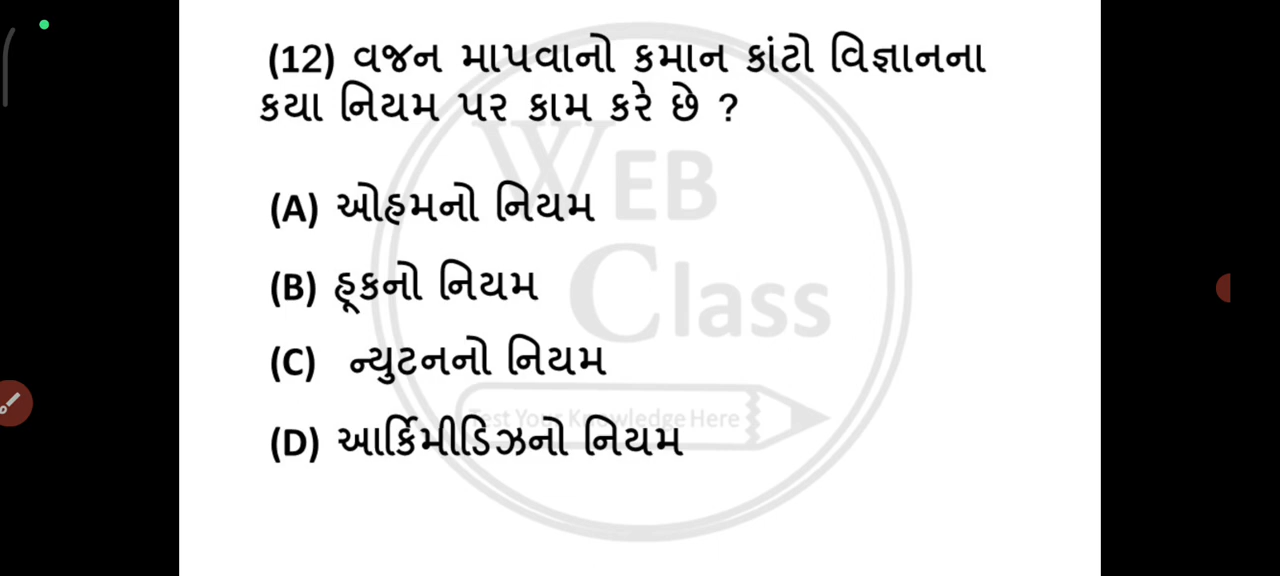 (12) વજન માપવાનો કમાન કાંટો વિજ્ઞાનના
કયા નિયમ પર કામ કરે છે ?
(A) ઓહમનો નિયમ
(B) હૂકનો નિયમ
(C) ન્યુટનનો નિયમ
(D) આર્કિમીડિઝનો નિયમ
WEB
Class
Test Your Knowledge Here